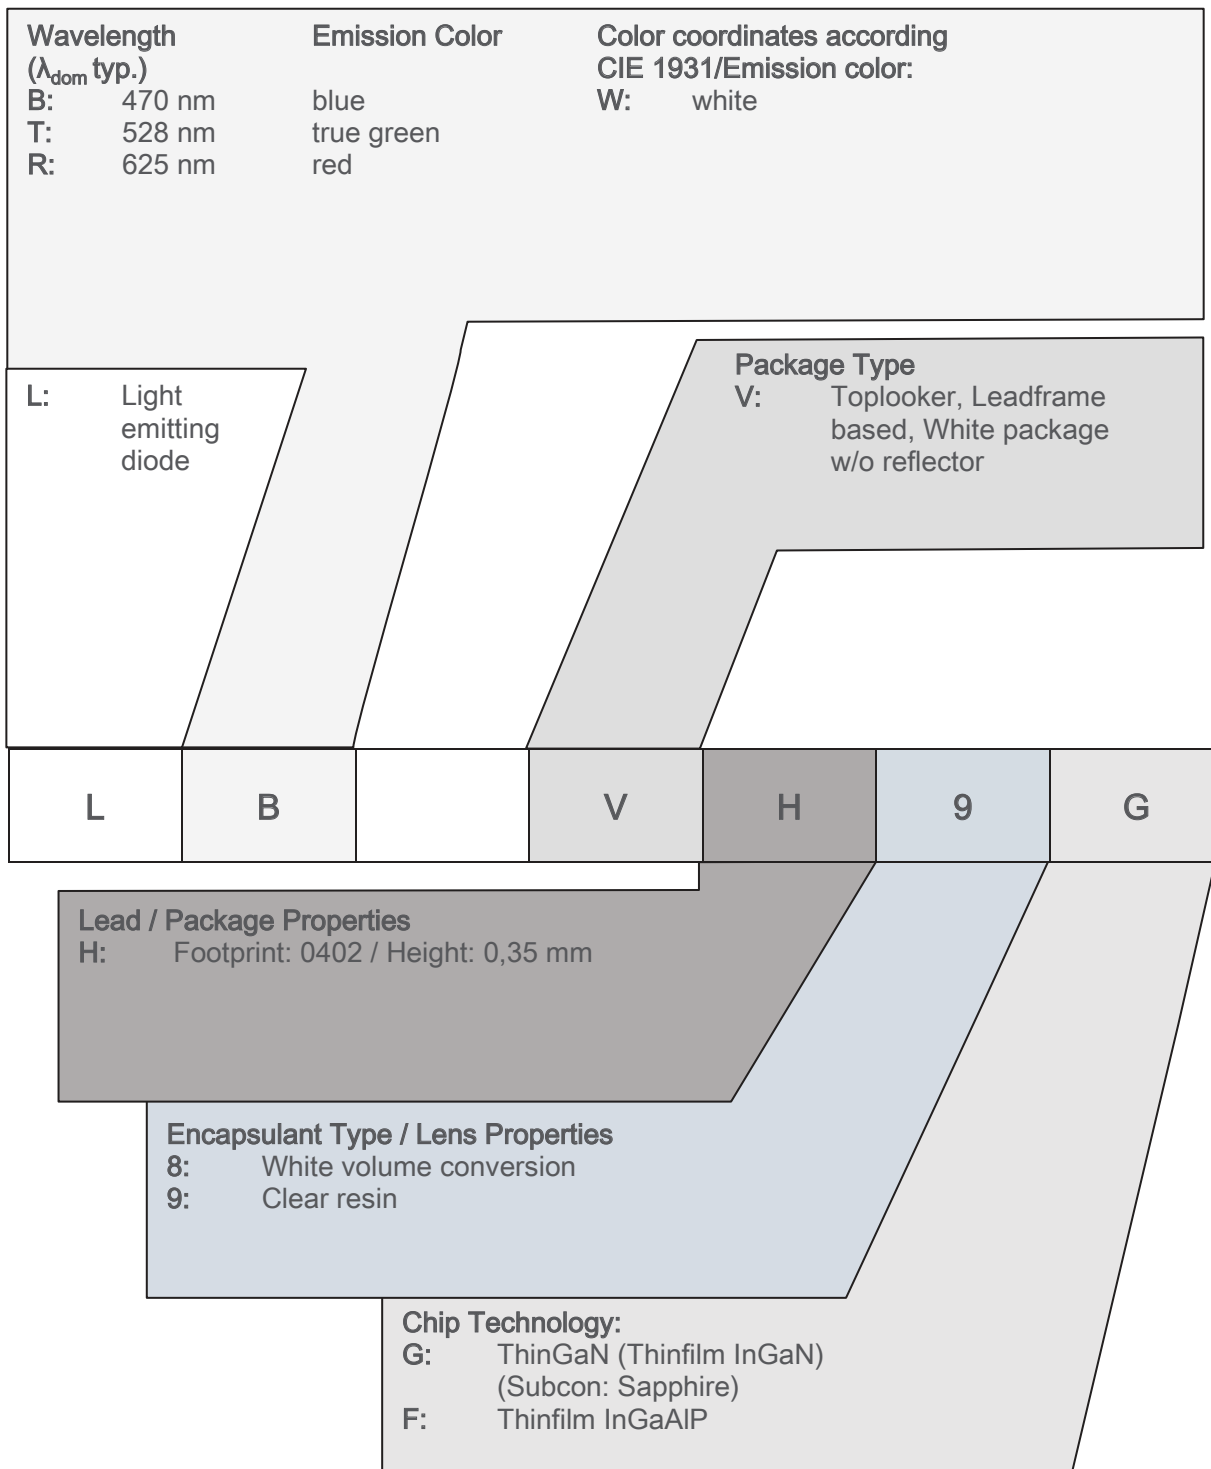 Wavelength Emission Color Color coordinates according
(λdom typ.) CIE 1931/Emission color:
B: 470 nm blue W: white
T: 528 nm true green
R: 625 nm red
L: Light
emitting
diode
Package Type
V: Toplooker, Leadframe
based, White package
w/o reflector
L B V H 9 G
Lead / Package Properties
H: Footprint: 0402 / Height: 0,35 mm
Encapsulant Type / Lens Properties
8: White volume conversion
9: Clear resin
Chip Technology:
G: ThinGaN (Thinfilm InGaN)
(Subcon: Sapphire)
F: Thinfilm InGaAlP